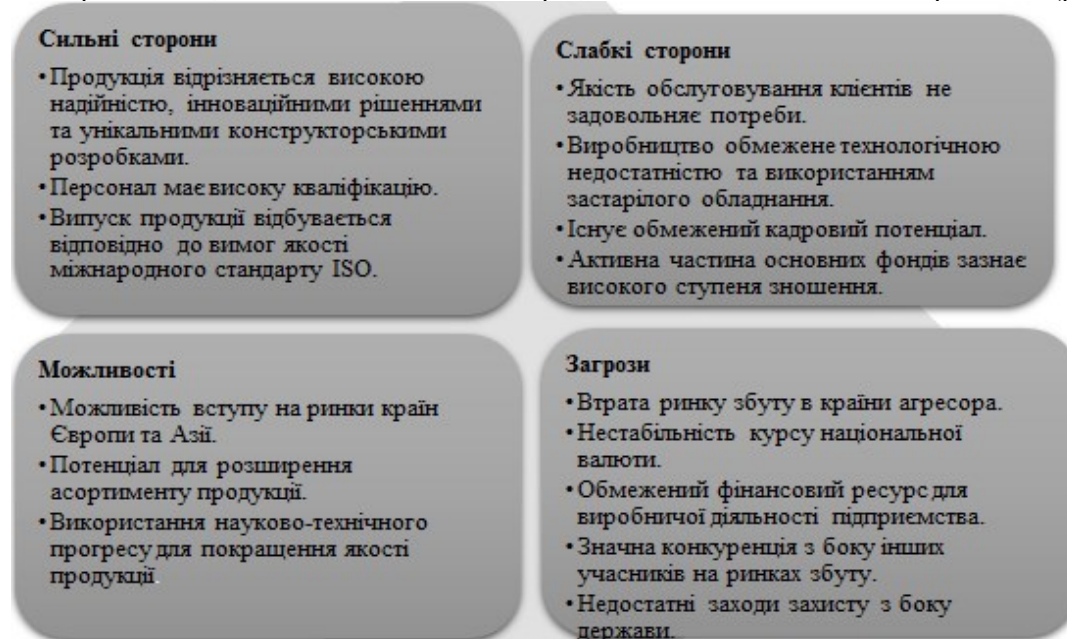 Сильні сторони
•Продукція відрізняється високою
надійністю, інноваційними рішеннями
та унікальними конструкторськими
розробками.
•Персонал має високу кваліфікацію.
•Випуск продукції відбувається
відповідно до вимог якості
міжнародного стандарту ISO.
Слабкі сторони
•Якість обслуговування клієнтів не
задовольняє потреби.
•Виробництво обмежене технологічною
недостатністю та використанням
застарілого обладнання.
•Існує обмежений кадровий потенціал.
•Активна частина основних фондів зазнає
високого ступеня зношення.
Можливості
•Можливість вступу на ринки країн
Європи та Азії.
•Потенціал для розширення
асортименту продукції.
•Використання науково-технічного
прогресу для покращення якості
продукції.
Загрози
•Втрата ринку збуту в країни агресора.
•Нестабільність курсу національної
валюти.
•Обмежений фінансовий ресурс для
виробничої діяльності підприємства.
•Значна конкуренція з боку інших
учасників на ринках збуту.
•Недостатні заходи захисту з боку
держави.